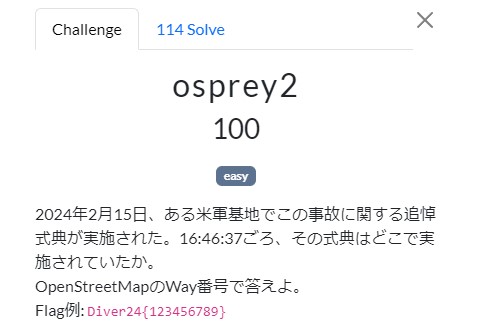 Challenge
114 Solve
osprey2
100
easy
2024年2月15日、ある米軍基地でこの事故に関する追悼
式典が実施された。16:46:37ごろ、その式典はどこで実
施されていたか。
OpenStreetMapのWay番号で答えよ。
Flag例: Diver24{123456789}